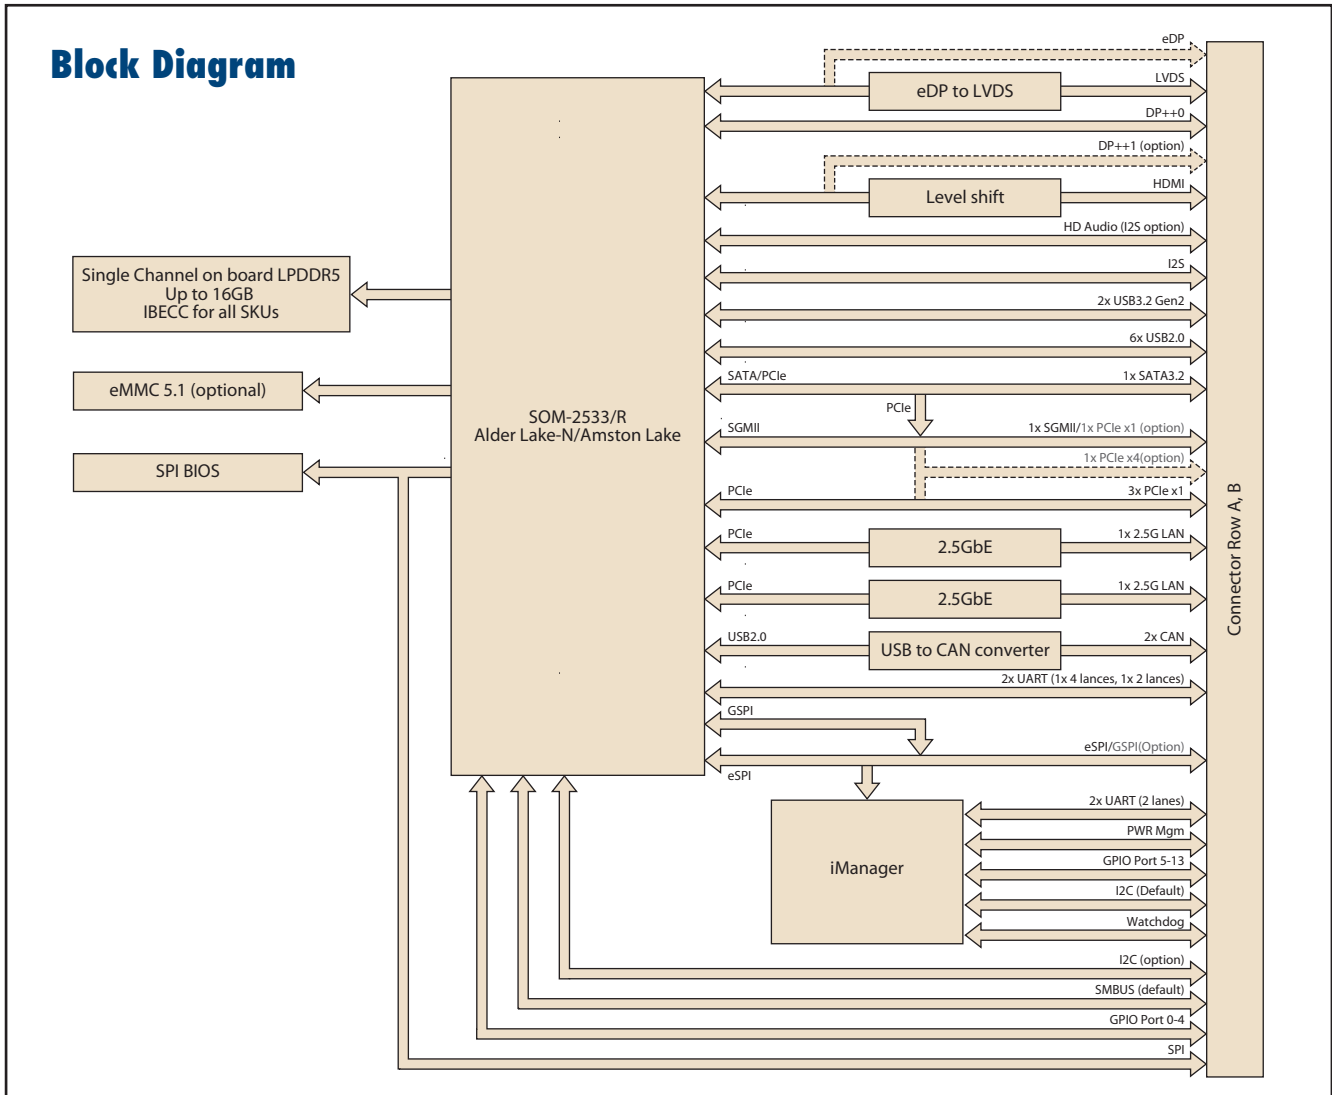 Block Diagram
eDP
eDP to LVDS
LVDS
DP++0
DP++1 (option)
Level shift
HDMI
HD Audio (I2S option)
I2S
2x USB3.2 Gen2
6x USB2.0
SATA/PCIe
1x SATA3.2
PCIe
SGMII
1x SGMII/1x PCIe x1 (option)
1x PCIe x4(option)
PCIe
3x PCIe x1
PCIe
2.5GbE
1x 2.5G LAN
PCIe
2.5GbE
1x 2.5G LAN
USB2.0
USB to CAN converter
2x CAN
2x UART (1x 4 lances, 1x 2 lances)
GSPI
eSPI/GSPI(Option)
eSPI
Single Channel on board LPDDR5
Up to 16GB
IBECC for all SKUs
eMMC 5.1 (optional)
SPI BIOS
SOM-2533/R
Alder Lake-N/Amston Lake
iManager
2x UART (2 lanes)
PWR Mgm
GPIO Port 5-13
I2C (Default)
Watchdog
I2C (option)
SMBUS (default)
GPIO Port 0-4
SPI
Connector Row A, B